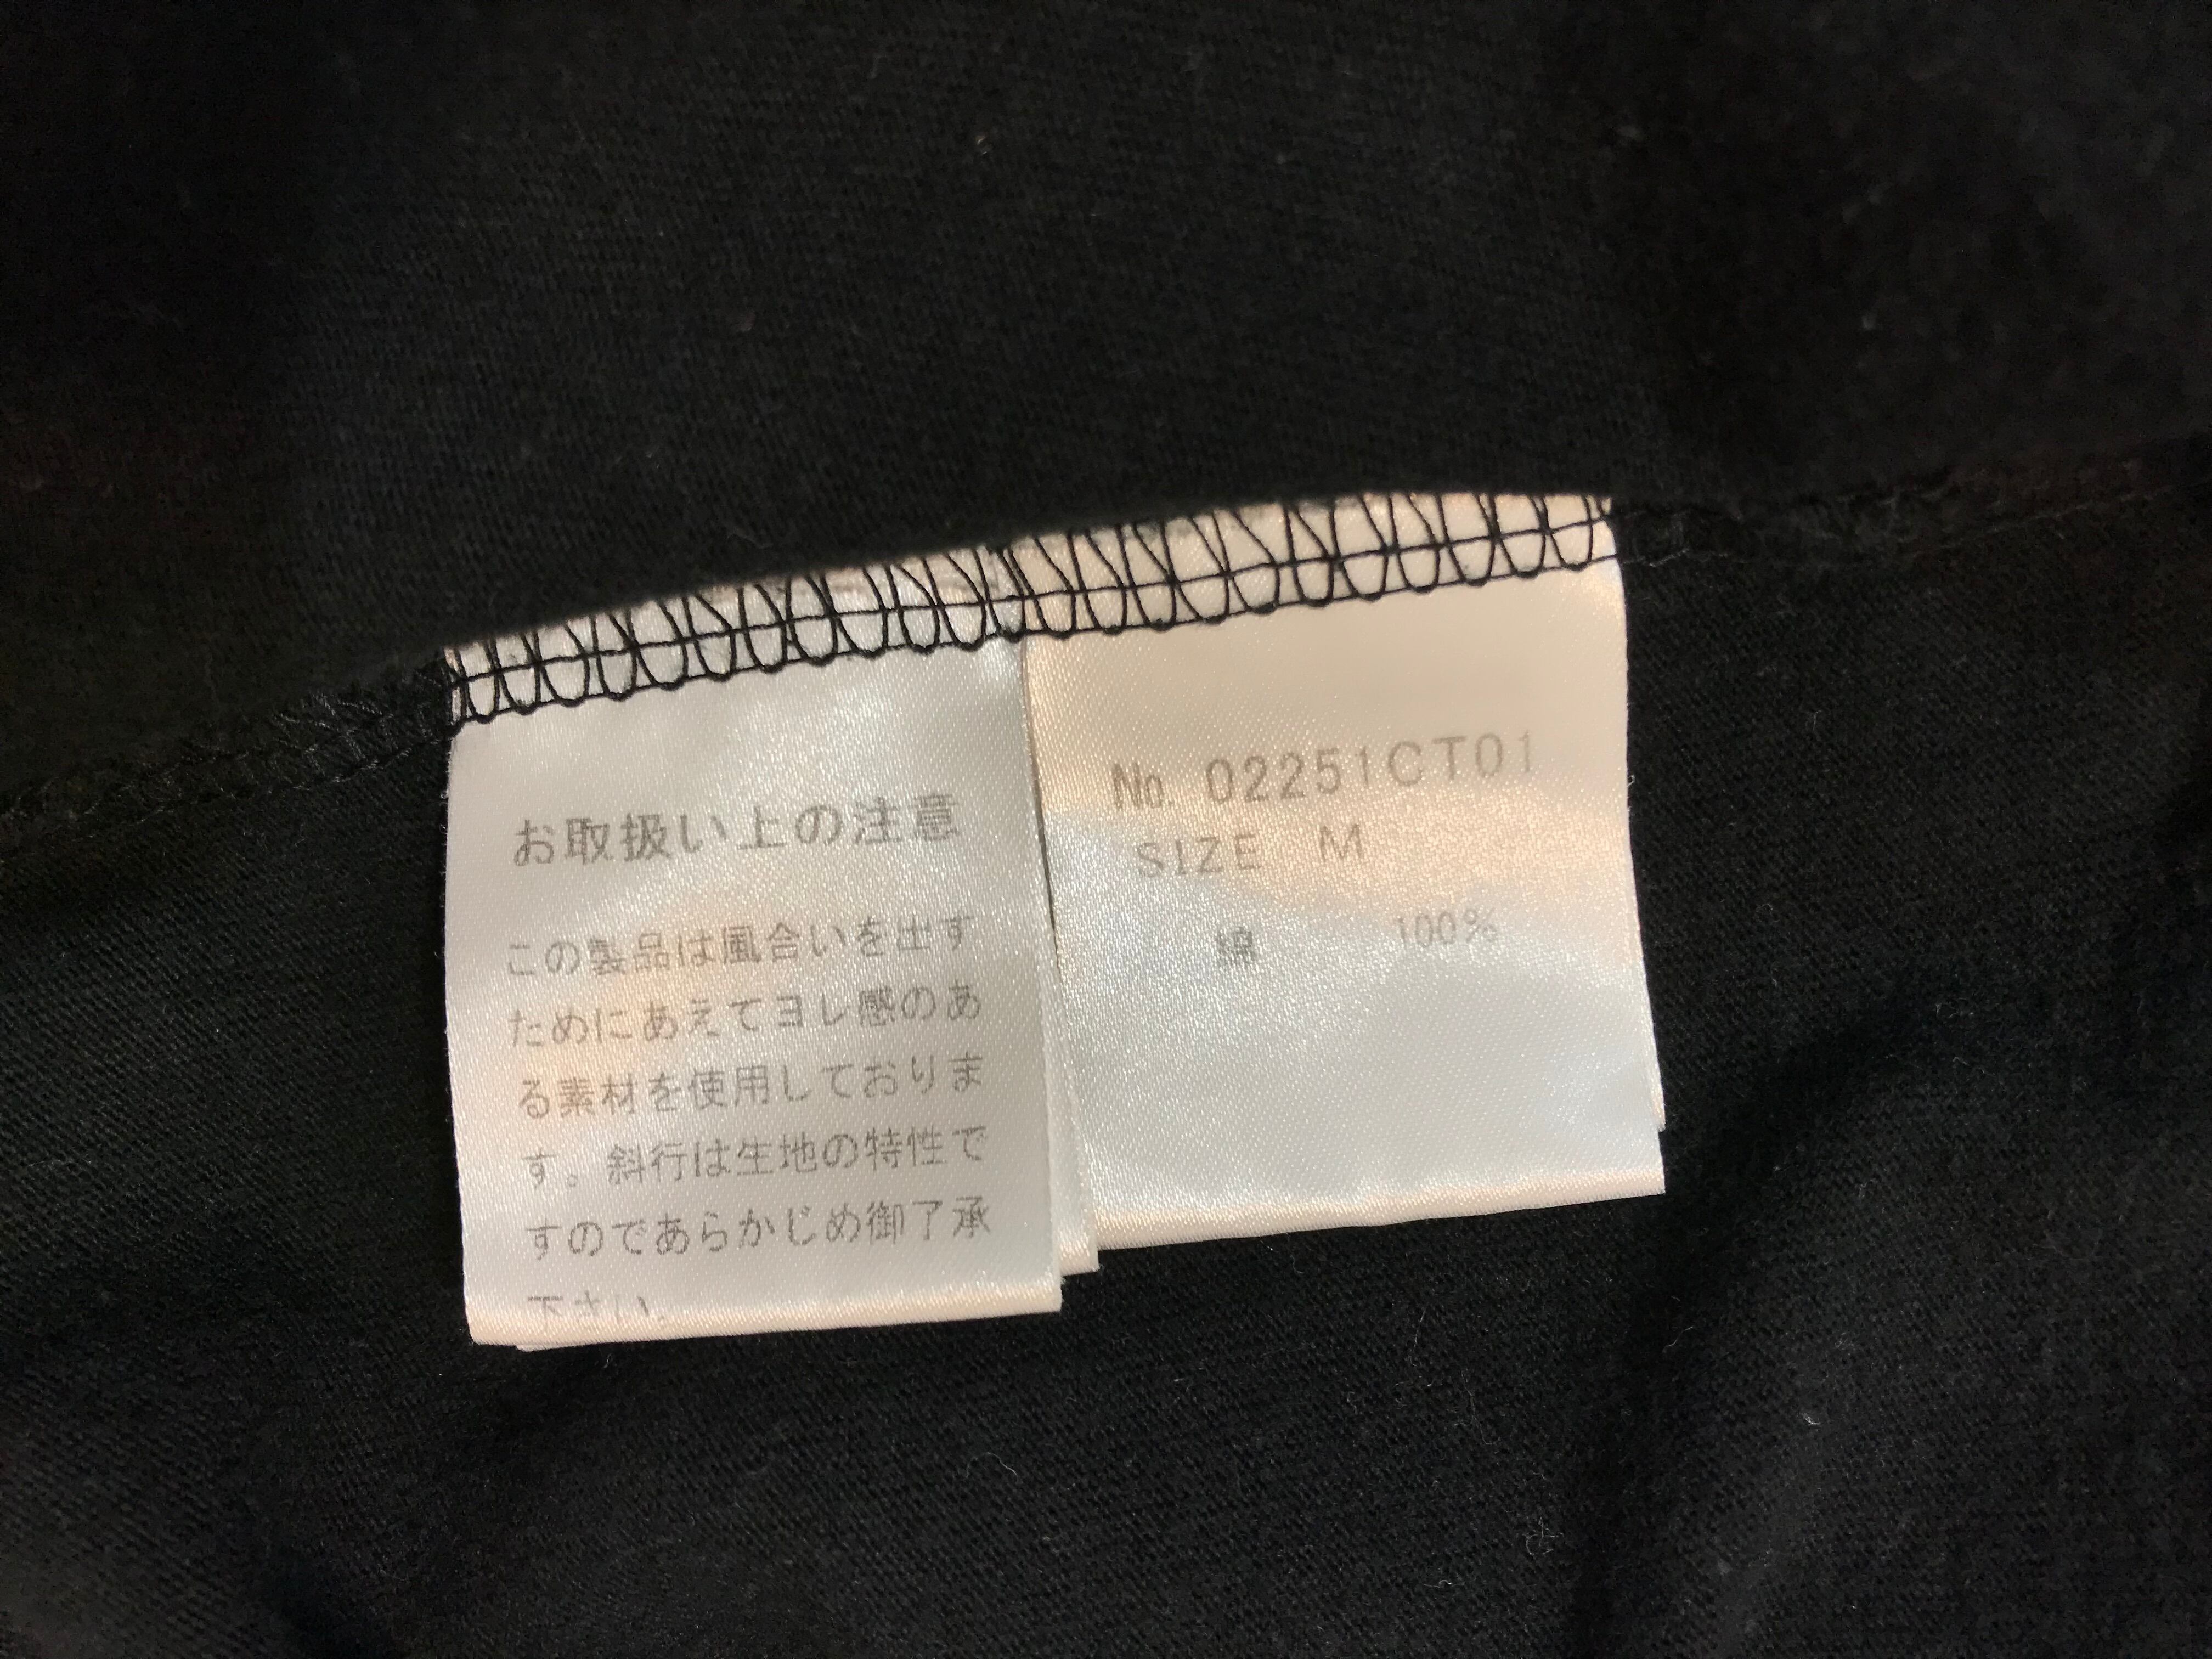 お取扱い上の注意
この製品は風合いを出す
ためにあえてヨレ感のあ
る素材を使用しておりま
す。斜行は生地の特性で
すのであらかじめ御了承
下さい。
No. 02251CT01
SIZE M
綿 100%